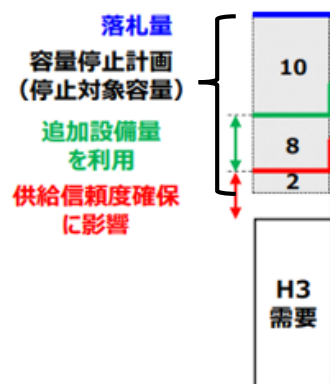 落札量
容量停止計画
（停止対象容量）
10
追加設備量
を利用
8
供給信頼度確保
に影響
2
H3
需要